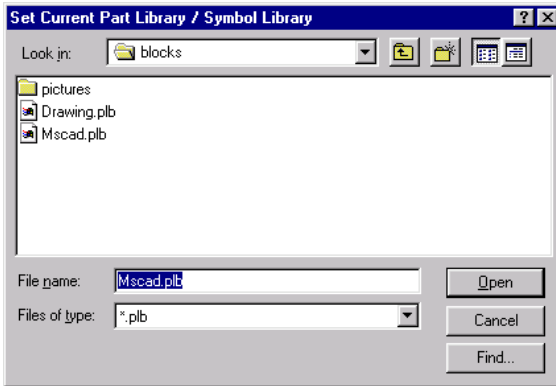 Set Current Part Library / Symbol Library
Look in: blocks
pictures
Drawing.plb
Mscad.plb
File name: Mscad.plb Open
Files of type: *.plb Cancel
Find...